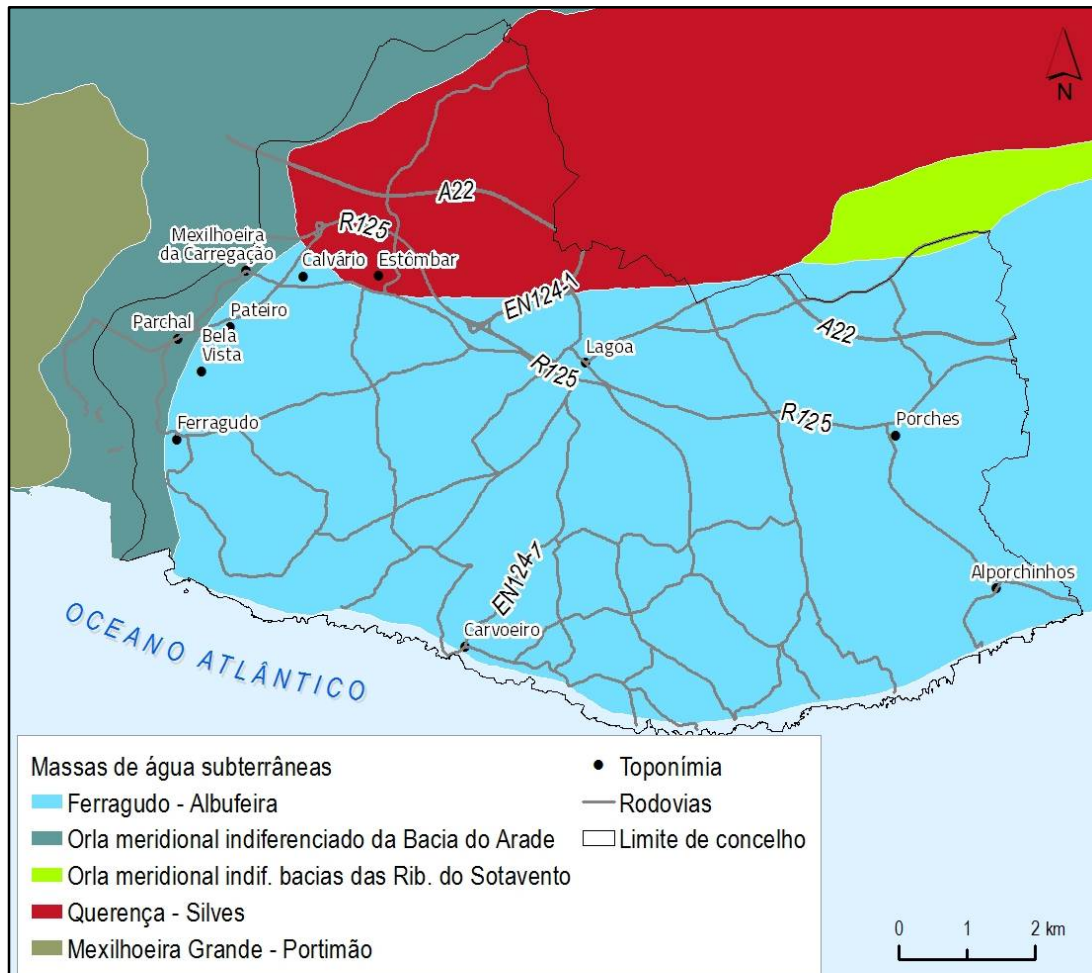 N
A22
R125
Mexilhoeira
da Carregação
Calvário
Estômbar
EN124-1
Pateiro
Parchal
Bela
Vista
Lagoa
A22
R125
R125
Ferragudo
Porches
EN124-1
Alporchinhos
Carvoeiro
OCEANO ATLÂNTICO
Massas de água subterrâneas
Ferragudo - Albufeira
Orla meridional indiferenciado da Bacia do Arade
Orla meridional indif. bacias das Rib. do Sotavento
Querença - Silves
Mexilhoeira Grande - Portimão
Toponímia
Rodovias
Limite de concelho
0 1 2 km